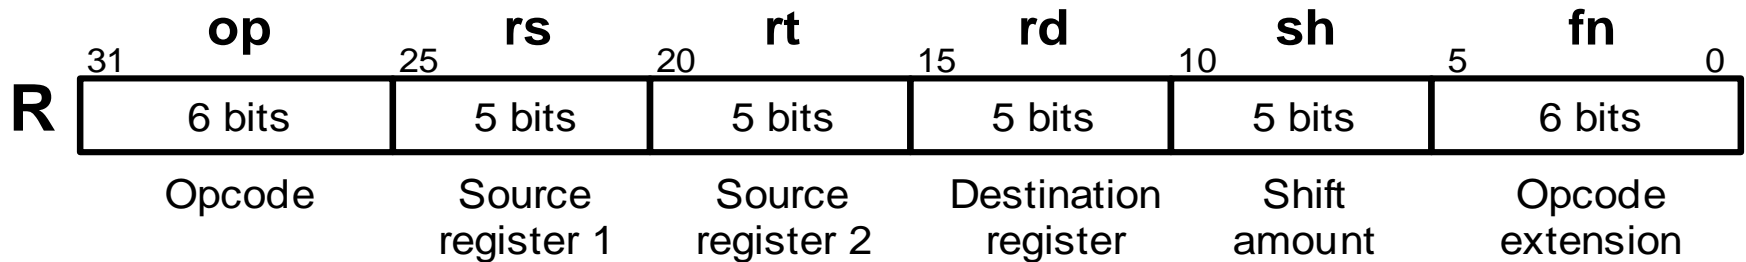 op rs rt rd sh fn
31 25 20 15 10 5 0
R 6 bits 5 bits 5 bits 5 bits 5 bits 6 bits
Opcode Source Source Destination Shift Opcode
register 1 register 2 register amount extension